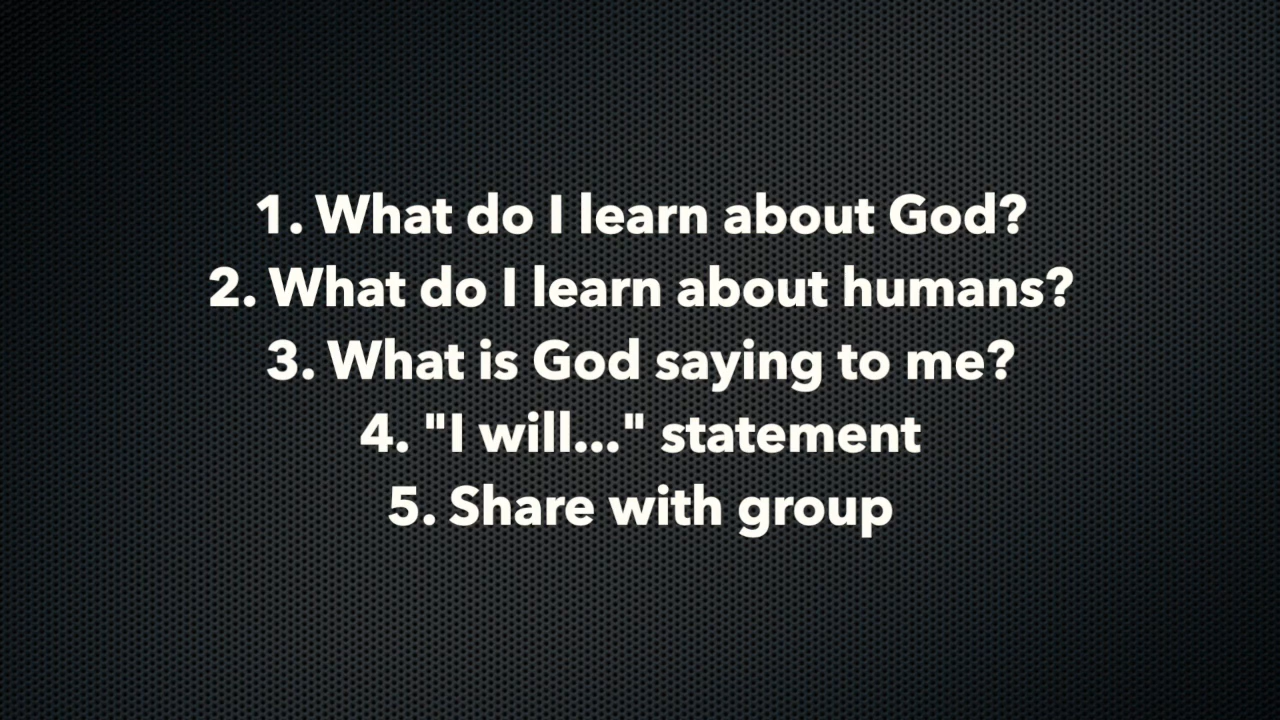 1. What do I learn about God?
2. What do I learn about humans?
3. What is God saying to me?
4. "I will..." statement
5. Share with group